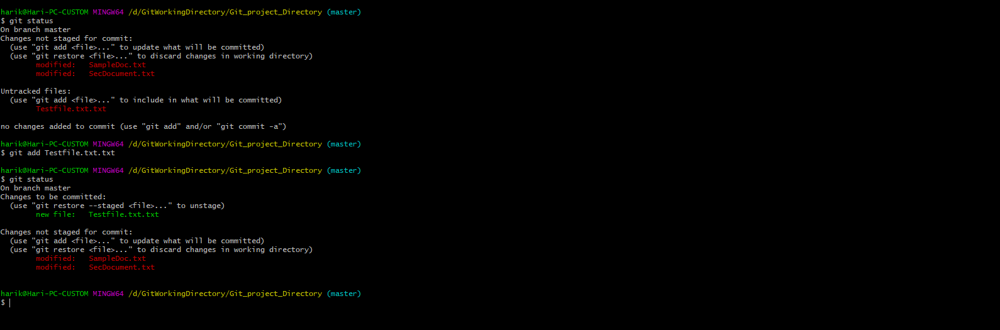 harik@Hari-PC-CUSTOM MINGW64 /d/GitWorkingDirectory/Git_project_Directory (master)
$ git status
On branch master
Changes not staged for commit:
  (use "git add <file>..." to update what will be committed)
  (use "git restore <file>..." to discard changes in working directory)
        modified:   SampleDoc.txt
        modified:   SecDocument.txt

Untracked files:
  (use "git add <file>..." to include in what will be committed)
        Testfile.txt.txt

no changes added to commit (use "git add" and/or "git commit -a")

harik@Hari-PC-CUSTOM MINGW64 /d/GitWorkingDirectory/Git_project_Directory (master)
$ git add Testfile.txt.txt

harik@Hari-PC-CUSTOM MINGW64 /d/GitWorkingDirectory/Git_project_Directory (master)
$ git status
On branch master
Changes to be committed:
  (use "git restore --staged <file>..." to unstage)
        new file:   Testfile.txt.txt

Changes not staged for commit:
  (use "git add <file>..." to update what will be committed)
  (use "git restore <file>..." to discard changes in working directory)
        modified:   SampleDoc.txt
        modified:   SecDocument.txt

harik@Hari-PC-CUSTOM MINGW64 /d/GitWorkingDirectory/Git_project_Directory (master)
$